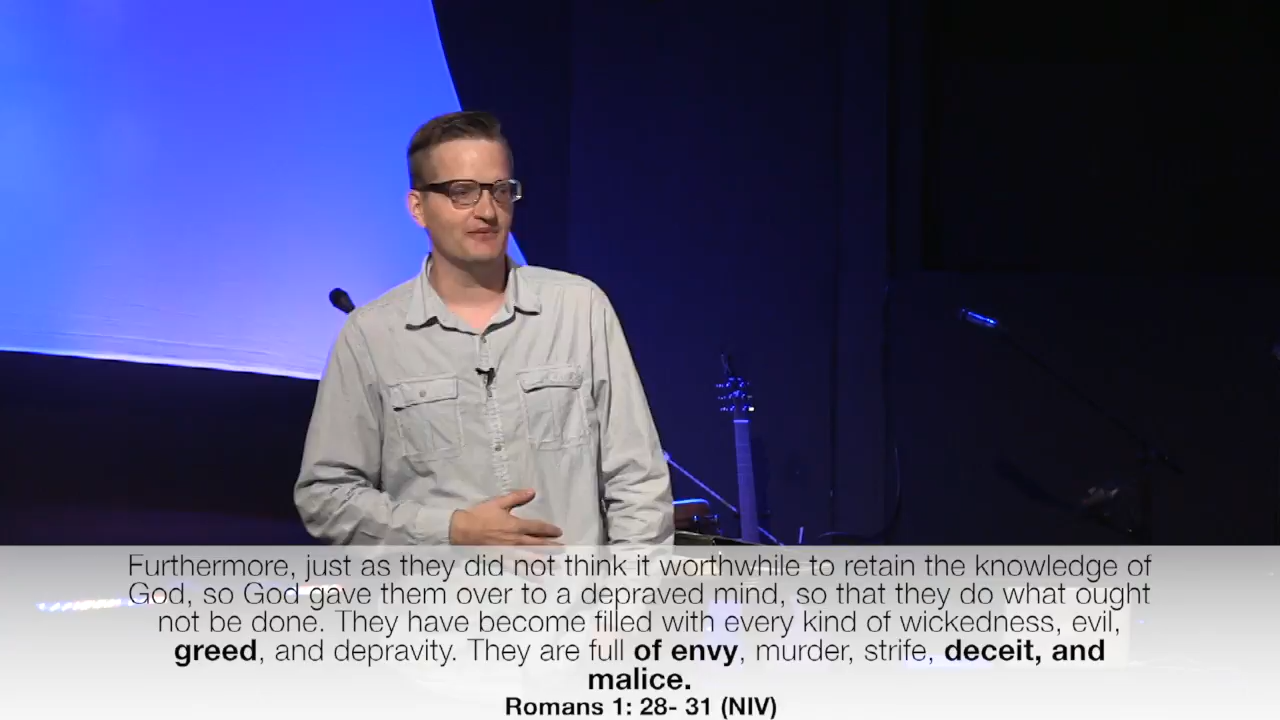 Furthermore, just as they did not think it worthwhile to retain the knowledge of
God, so God gave them over to a depraved mind, so that they do what ought
not be done. They have become filled with every kind of wickedness, evil,
greed, and depravity. They are full of envy, murder, strife, deceit, and
malice.
Romans 1: 28- 31 (NIV)